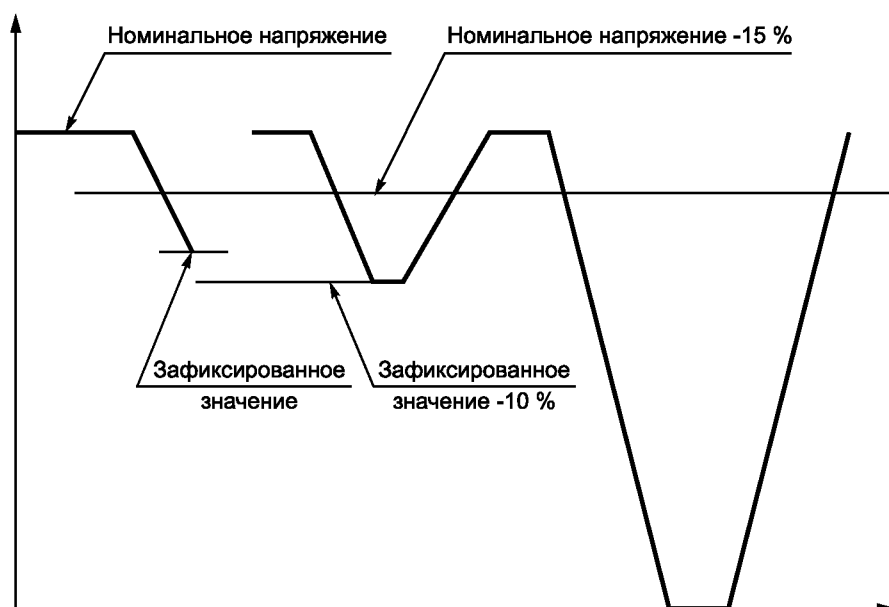 Номинальное напряжение
Номинальное напряжение -15 %
Зафиксированное
значение
Зафиксированное
значение -10 %